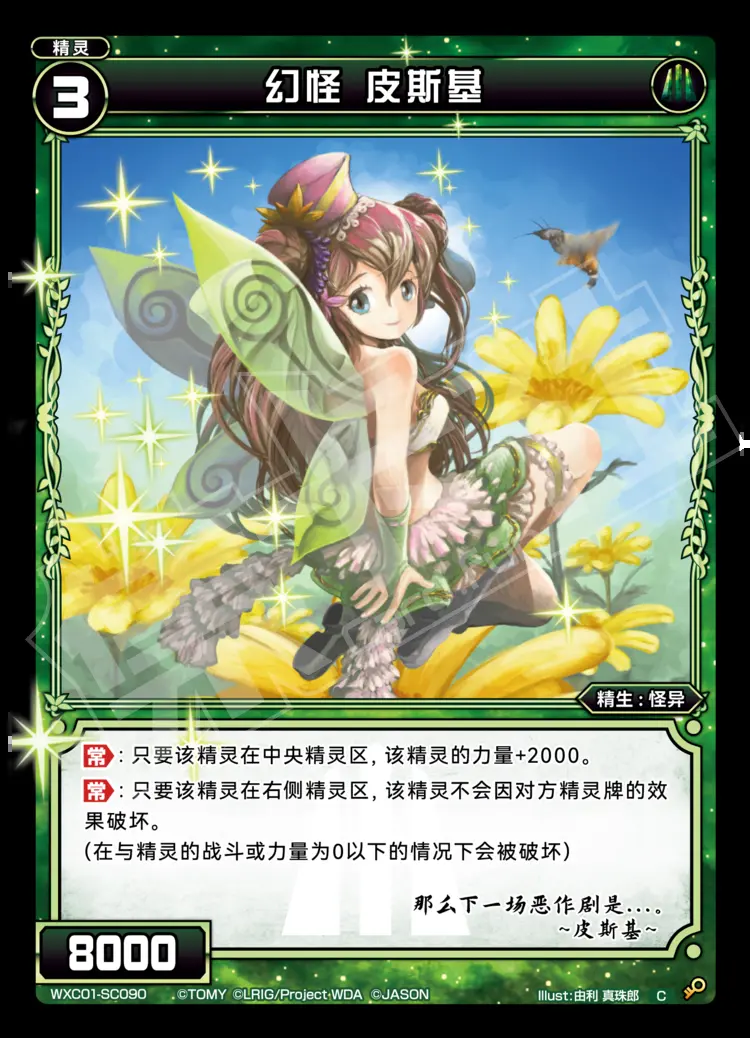 精灵
3
幻怪 皮斯基
精生:怪异
常:只要该精灵在中央精灵区,该精灵的力量+2000。
常:只要该精灵在右侧精灵区,该精灵不会因对方精灵牌的效
果破坏。
(在与精灵的战斗或力量为0以下的情况下会被破坏)
那么下一场恶作剧是...。
~皮斯基~
8000
WXC01-SC090 ©TOMY ©LRIG/Project WDA ©JASON Illust:由利 真珠郎 C